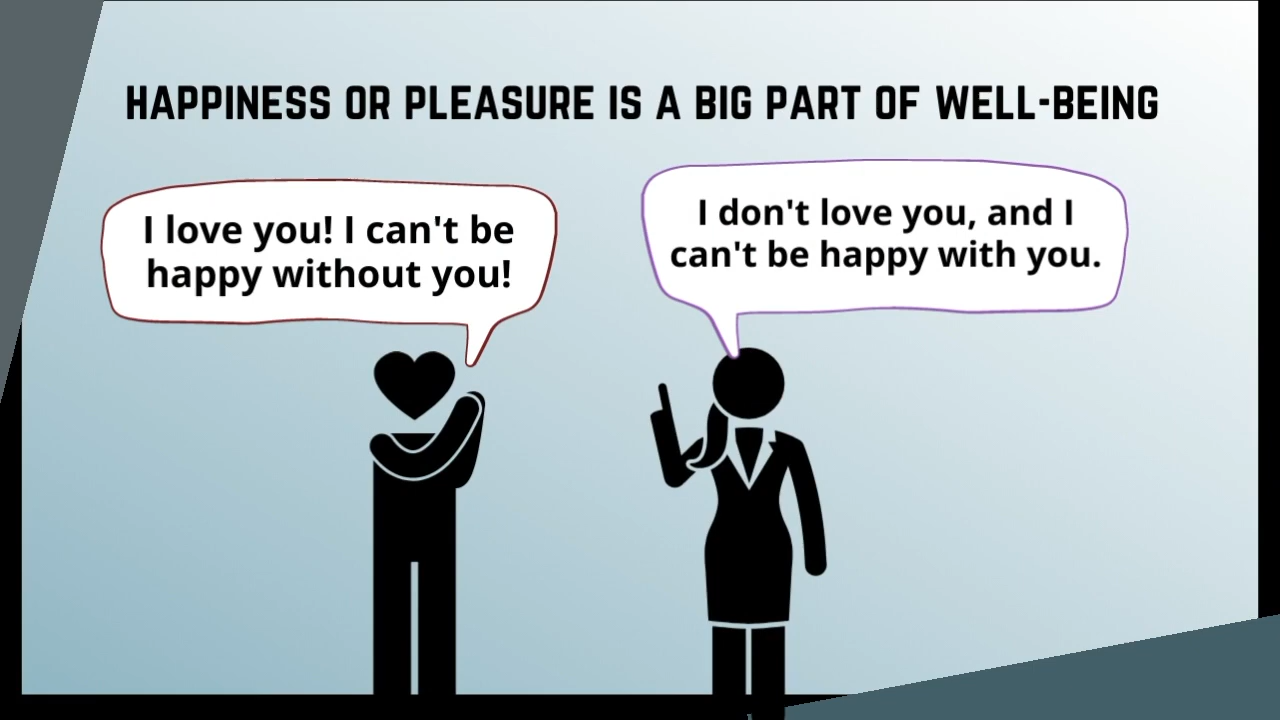 HAPPINESS OR PLEASURE IS A BIG PART OF WELL-BEING
I love you! I can't be
happy without you!
I don't love you, and I
can't be happy with you.